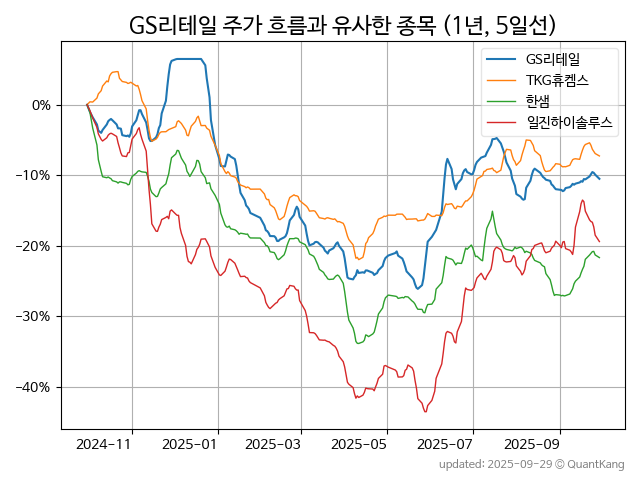 GS리테일 주가 흐름과 유사한 종목 (1년, 5일선)
GS리테일
TKG휴켐스
한샘
일진하이솔루스
0%
-10%
-20%
-30%
-40%
2024-11
2025-01
2025-03
2025-05
2025-07
2025-09
updated: 2025-09-29 © QuantKang